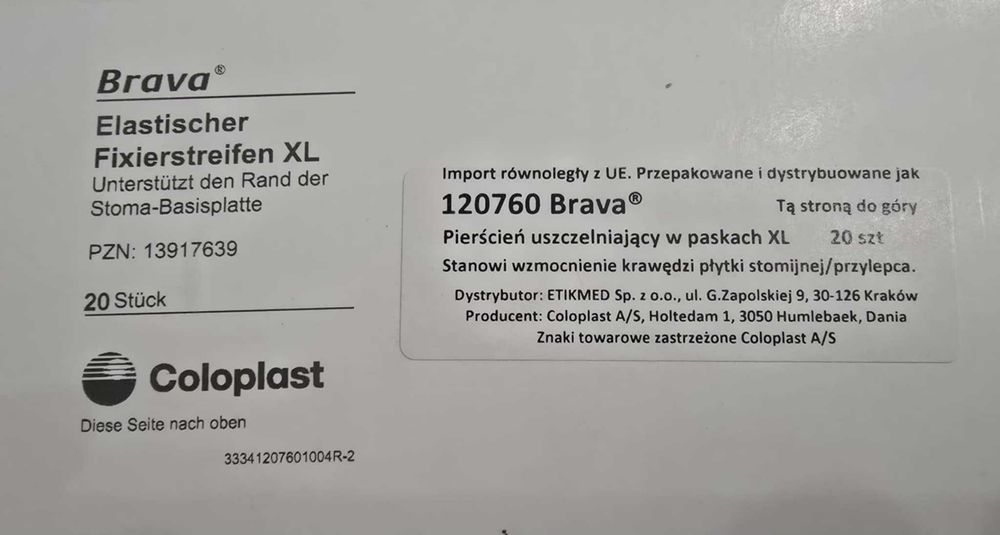 Brava®
Elastischer
Fixierstreifen XL
Unterstützt den Rand der
Stoma-Basisplatte
PZN: 13917639
20 Stück
Coloplast
Diese Seite nach oben
33341207601004R-2
Import równoległy z UE. Przepakowane i dystrybuowane jak
120760 Brava® Tą stroną do góry
Pierścień uszczelniający w paskach XL 20 szt
Stanowi wzmocnienie krawędzi płytki stomijnej/przylepca.
Dystrybutor: ETIKMED Sp. z o.o., ul. G.Zapolskiej 9, 30-126 Kraków
Producent: Coloplast A/S, Holtedam 1, 3050 Humlebaek, Dania
Znaki towarowe zastrzeżone Coloplast A/S